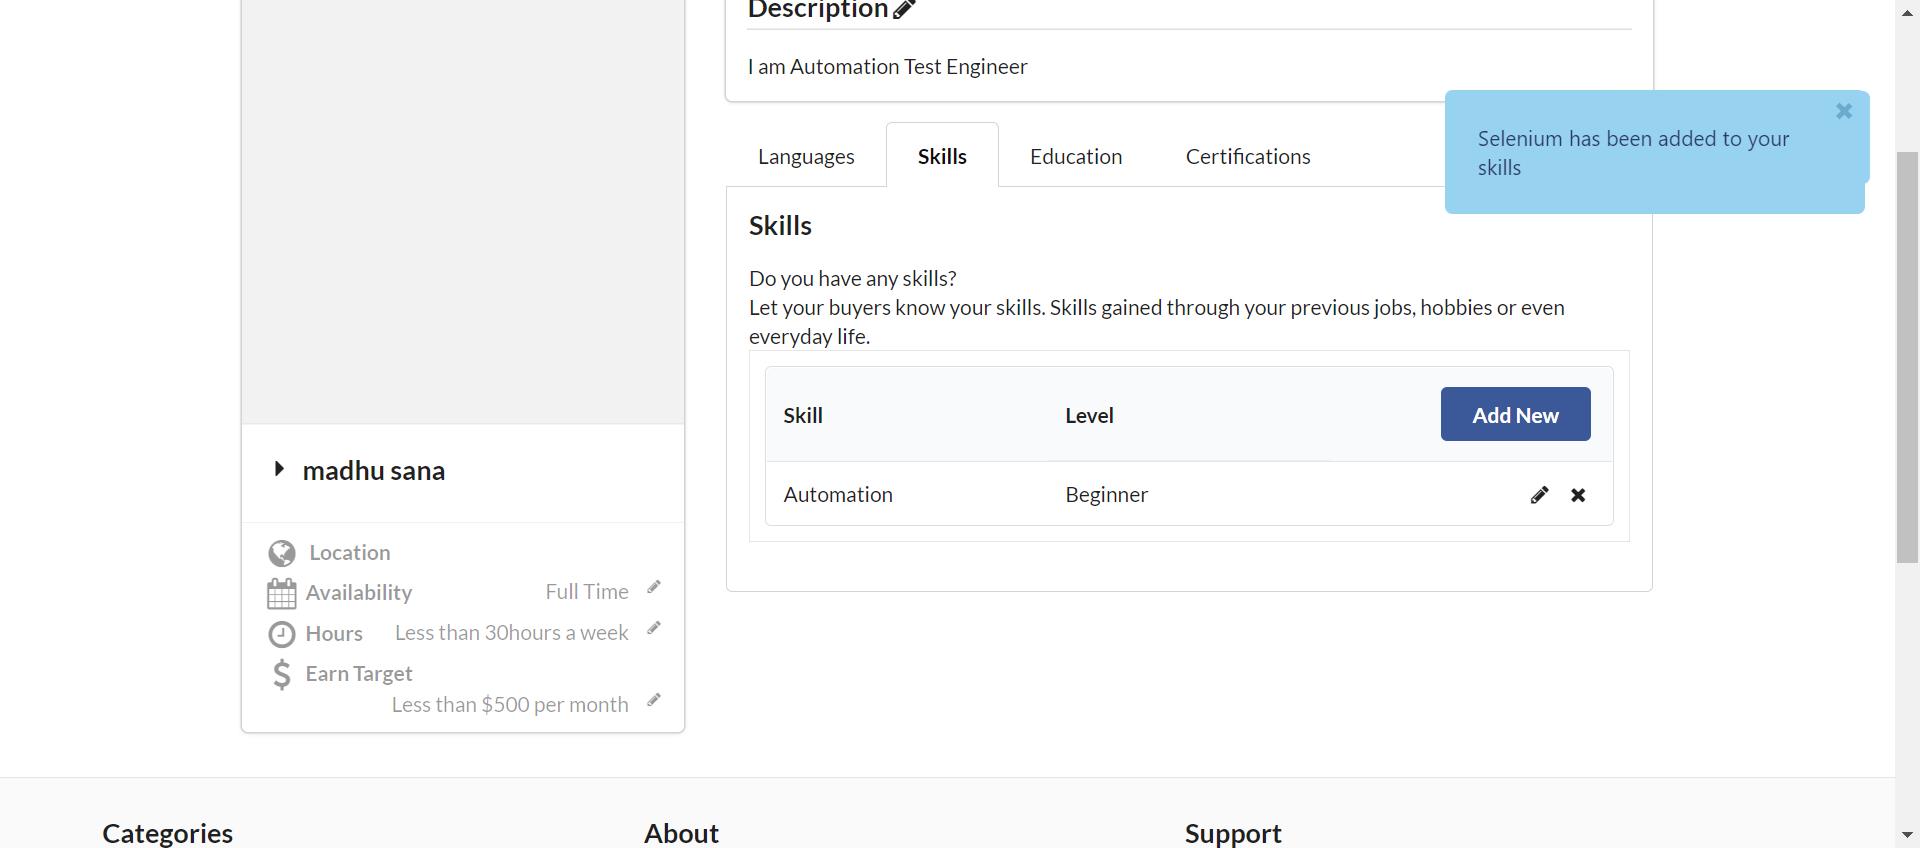 Description
I am Automation Test Engineer
Selenium has been added to your
skills
Languages Skills Education Certifications
Skills
Do you have any skills?
Let your buyers know your skills. Skills gained through your previous jobs, hobbies or even
everyday life.
Skill Level Add New
Automation Beginner
madhu sana
Location
Availability Full Time
Hours Less than 30hours a week
Earn Target
Less than $500 per month
Categories About Support